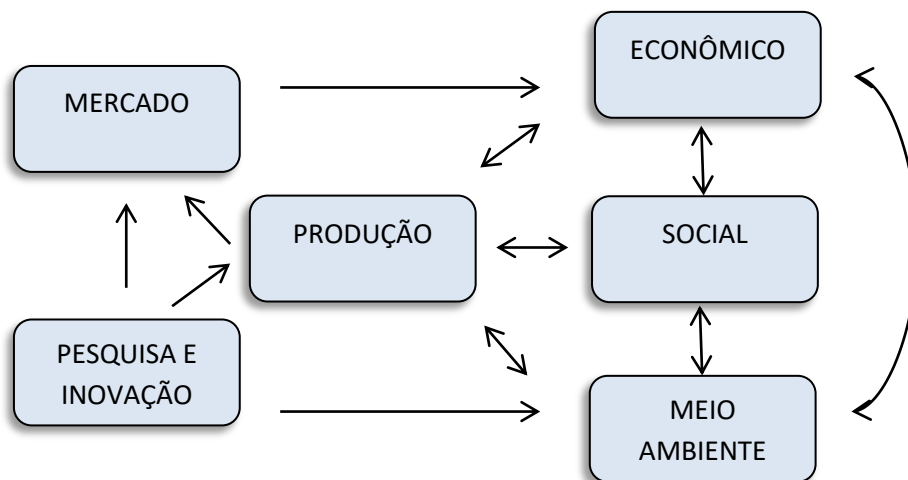 ECONÔMICO
MERCADO
PRODUÇÃO
SOCIAL
PESQUISA E
INOVAÇÃO
MEIO
AMBIENTE